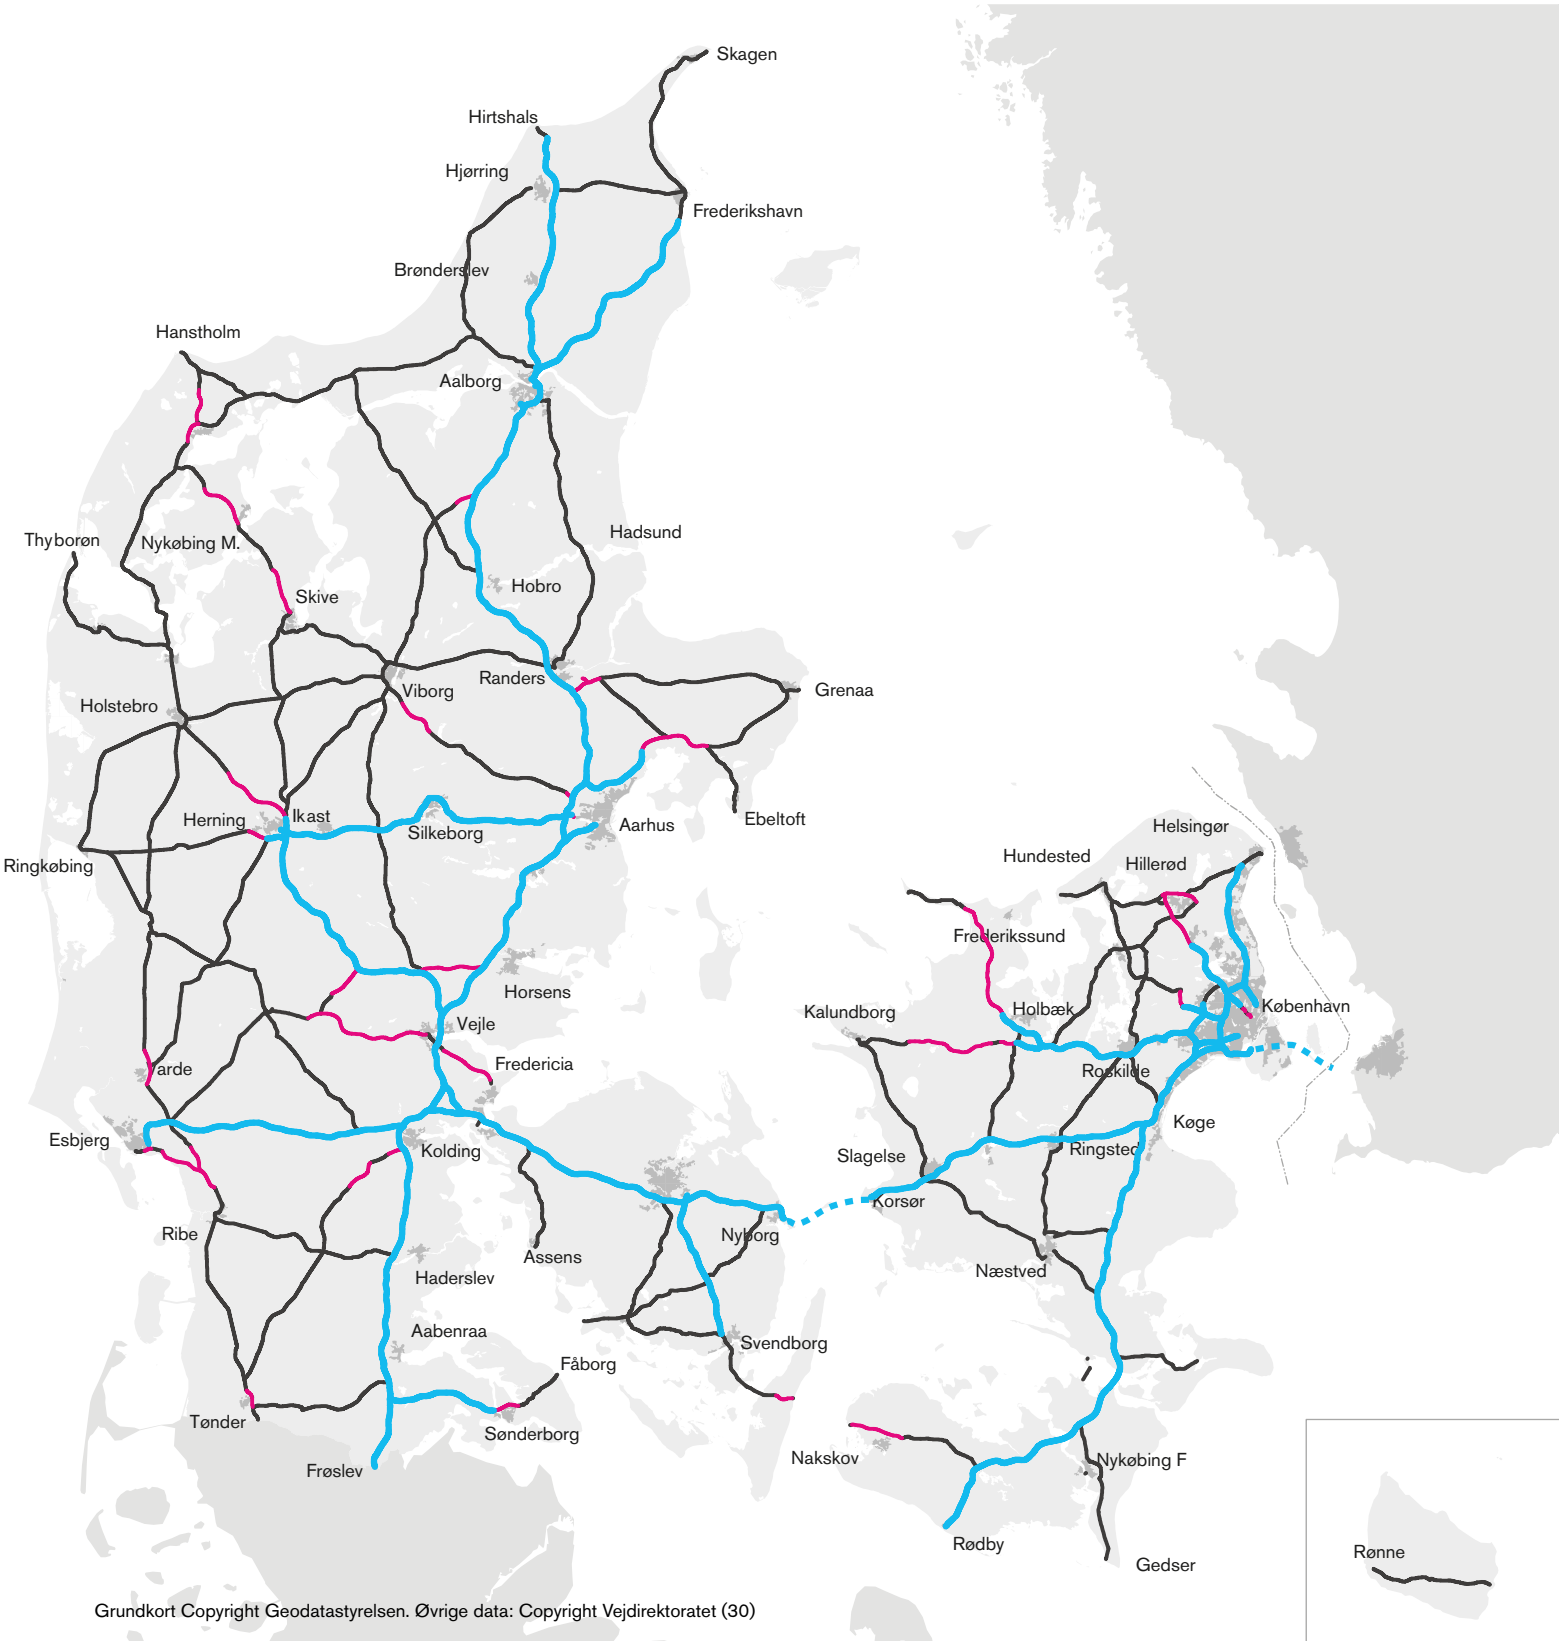 Skagen
Hirtshals
Hjørring
Frederikshavn
Brønderslev
Hanstholm
Aalborg
Hadsund
Thyborøn
Nykøbing M.
Hobro
Skive
Randers
Viborg
Grenaa
Holstebro
Herning
Ikast
Silkeborg
Aarhus
Ebeltoft
Ringkøbing
Helsingør
Hundested
Hillerød
Frederikssund
Horsens
Kalundborg
Holbæk
København
Vejle
Fredericia
Varde
Roskilde
Køge
Esbjerg
Kolding
Slagelse
Ringsted
Korsør
Ribe
Nyborg
Assens
Haderslev
Næstved
Aabenraa
Svendborg
Fåborg
Tønder
Sønderborg
Nakskov
Nykøbing F
Frøslev
Rødby
Rønne
Gedser
Grundkort Copyright Geodatastyrelsen. Øvrige data: Copyright Vejdirektoratet (30)